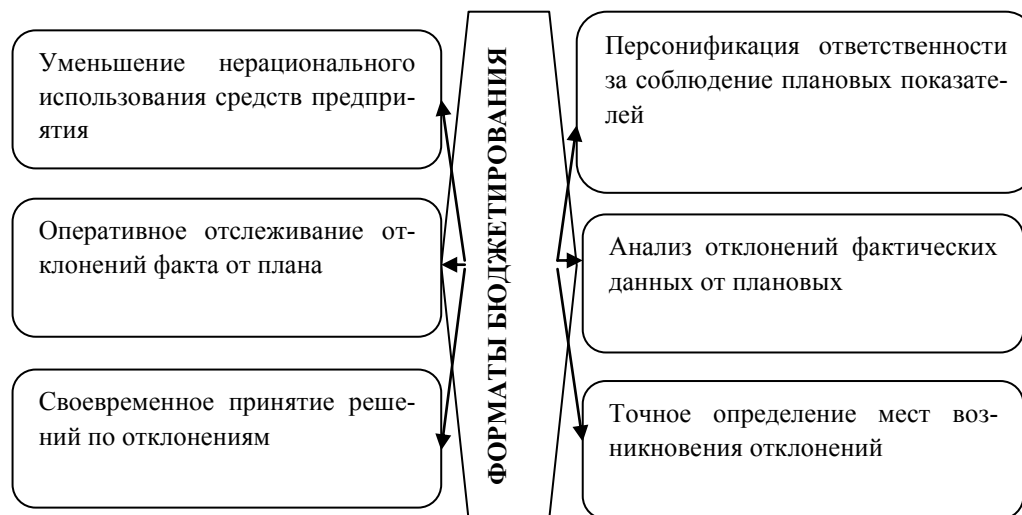 Уменьшение нерационального
использования средств предпри-
ятия
Оперативное отслеживание от-
клонений факта от плана
Своевременное принятие реше-
ний по отклонениям
ФОРМАТЫ БЮДЖЕТИРОВАНИЯ
Персонификация ответственности
за соблюдение плановых показате-
лей
Анализ отклонений фактических
данных от плановых
Точное определение мест воз-
никновения отклонений